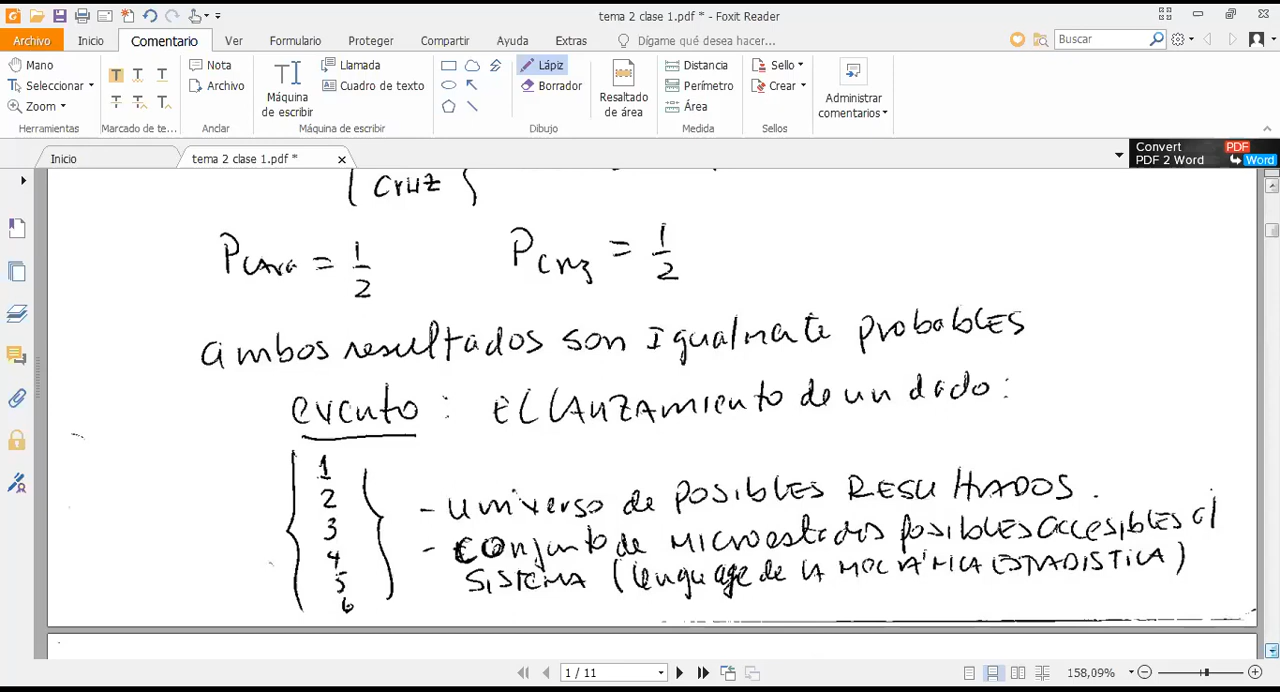 tema 2 clase 1.pdf * - Foxit Reader
Archivo Inicio Comentario Ver Formulario Proteger Compartir Ayuda Extras Dígame qué desea hacer... Buscar
Mano
Seleccionar
Zoom
Herramientas
T T T
T T T
Marcado de te...
Nota
Archivo
Anclar
Máquina de escribir
Llamada
Cuadro de texto
Máquina de escribir
Lápiz
Borrador
Dibujo
Resaltado de área
Distancia
Perímetro
Área
Medida
Sello
Crear
Sellos
Administrar comentarios
Inicio tema 2 clase 1.pdf *
Convert PDF
PDF 2 Word Word
Cruz
Pcara = 1/2 Pcruz = 1/2
ambos resultados son igualmente probables
evento : El lanzamiento de un dado :
1
2
3
4
5
6
- universo de posibles RESULTADOS.
- conjunto de microestados posibles accesibles al
SISTEMA (lenguage de la MECÁNICA ESTADISTICA)
1 / 11 158,09%